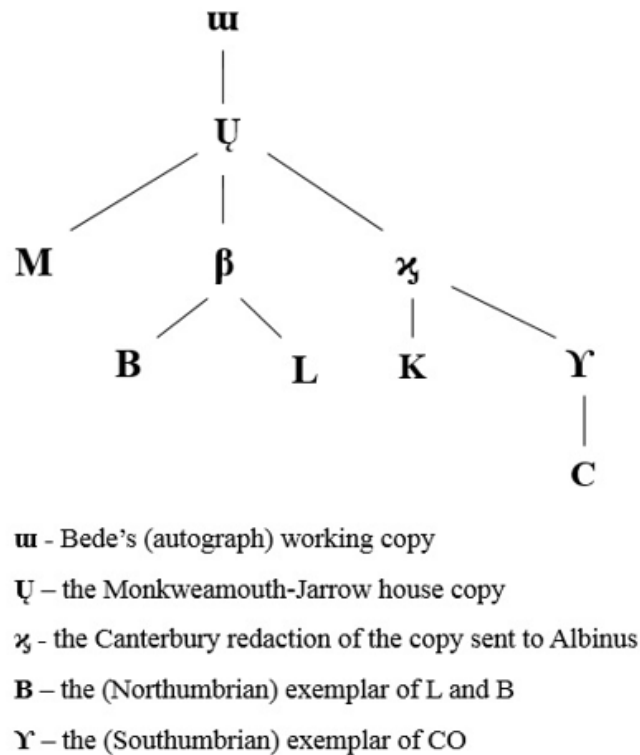 ɯ
Ų
M β ϗ
B L K ϒ
C
ɯ - Bede’s (autograph) working copy
Ų – the Monkweamouth-Jarrow house copy
ϗ - the Canterbury redaction of the copy sent to Albinus
B – the (Northumbrian) exemplar of L and B
ϒ – the (Southumbrian) exemplar of CO